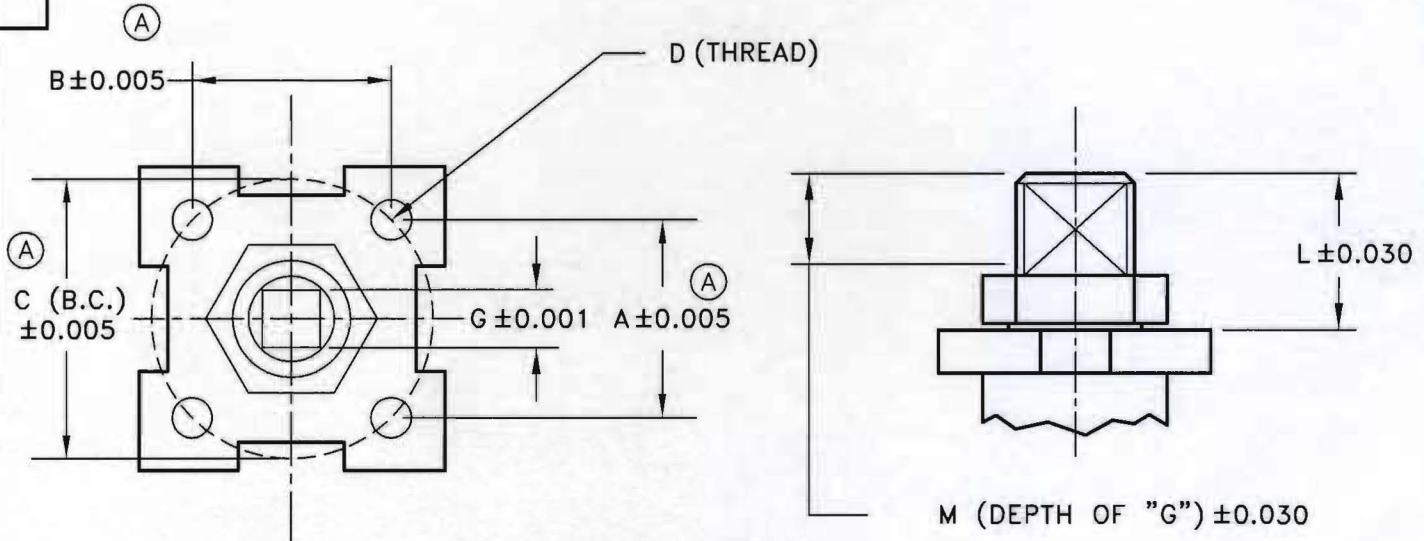 Ⓐ
B±0.005
D (THREAD)
Ⓐ
C (B.C.)
±0.005
G±0.001 A±0.005
Ⓐ
L±0.030
M (DEPTH OF "G") ±0.030